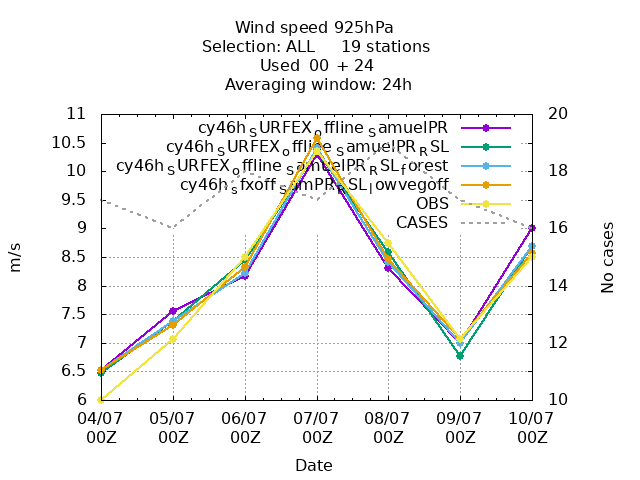 Wind speed 925hPa
Selection: ALL 19 stations
Used 00 + 24
Averaging window: 24h
11 20
cy46h_SURFEX_offline_SamuelPR
10.5
cy46h_SURFEX_offline_SamuelPR_RSL
cy46h_SURFEX_offline_SamuelPR_RSL_forest
10 18
cy46h_sfxoff_SamPR_RSL_lowvegoff
9.5
OBS
CASES
9 16
8.5
8 14
7.5
7 12
6.5
6 10
m/s
No cases
04/07 05/07 06/07 07/07 08/07 09/07 10/07
00Z 00Z 00Z 00Z 00Z 00Z 00Z
Date